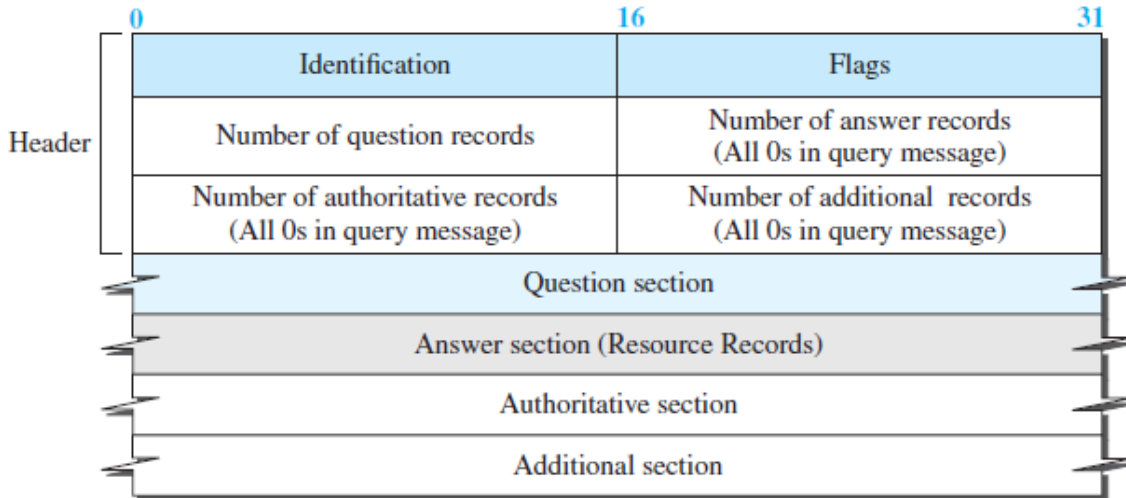 0 16 31
Identification Flags
Header
Number of question records
Number of answer records
(All 0s in query message)
Number of authoritative records
(All 0s in query message)
Number of additional records
(All 0s in query message)
Question section
Answer section (Resource Records)
Authoritative section
Additional section